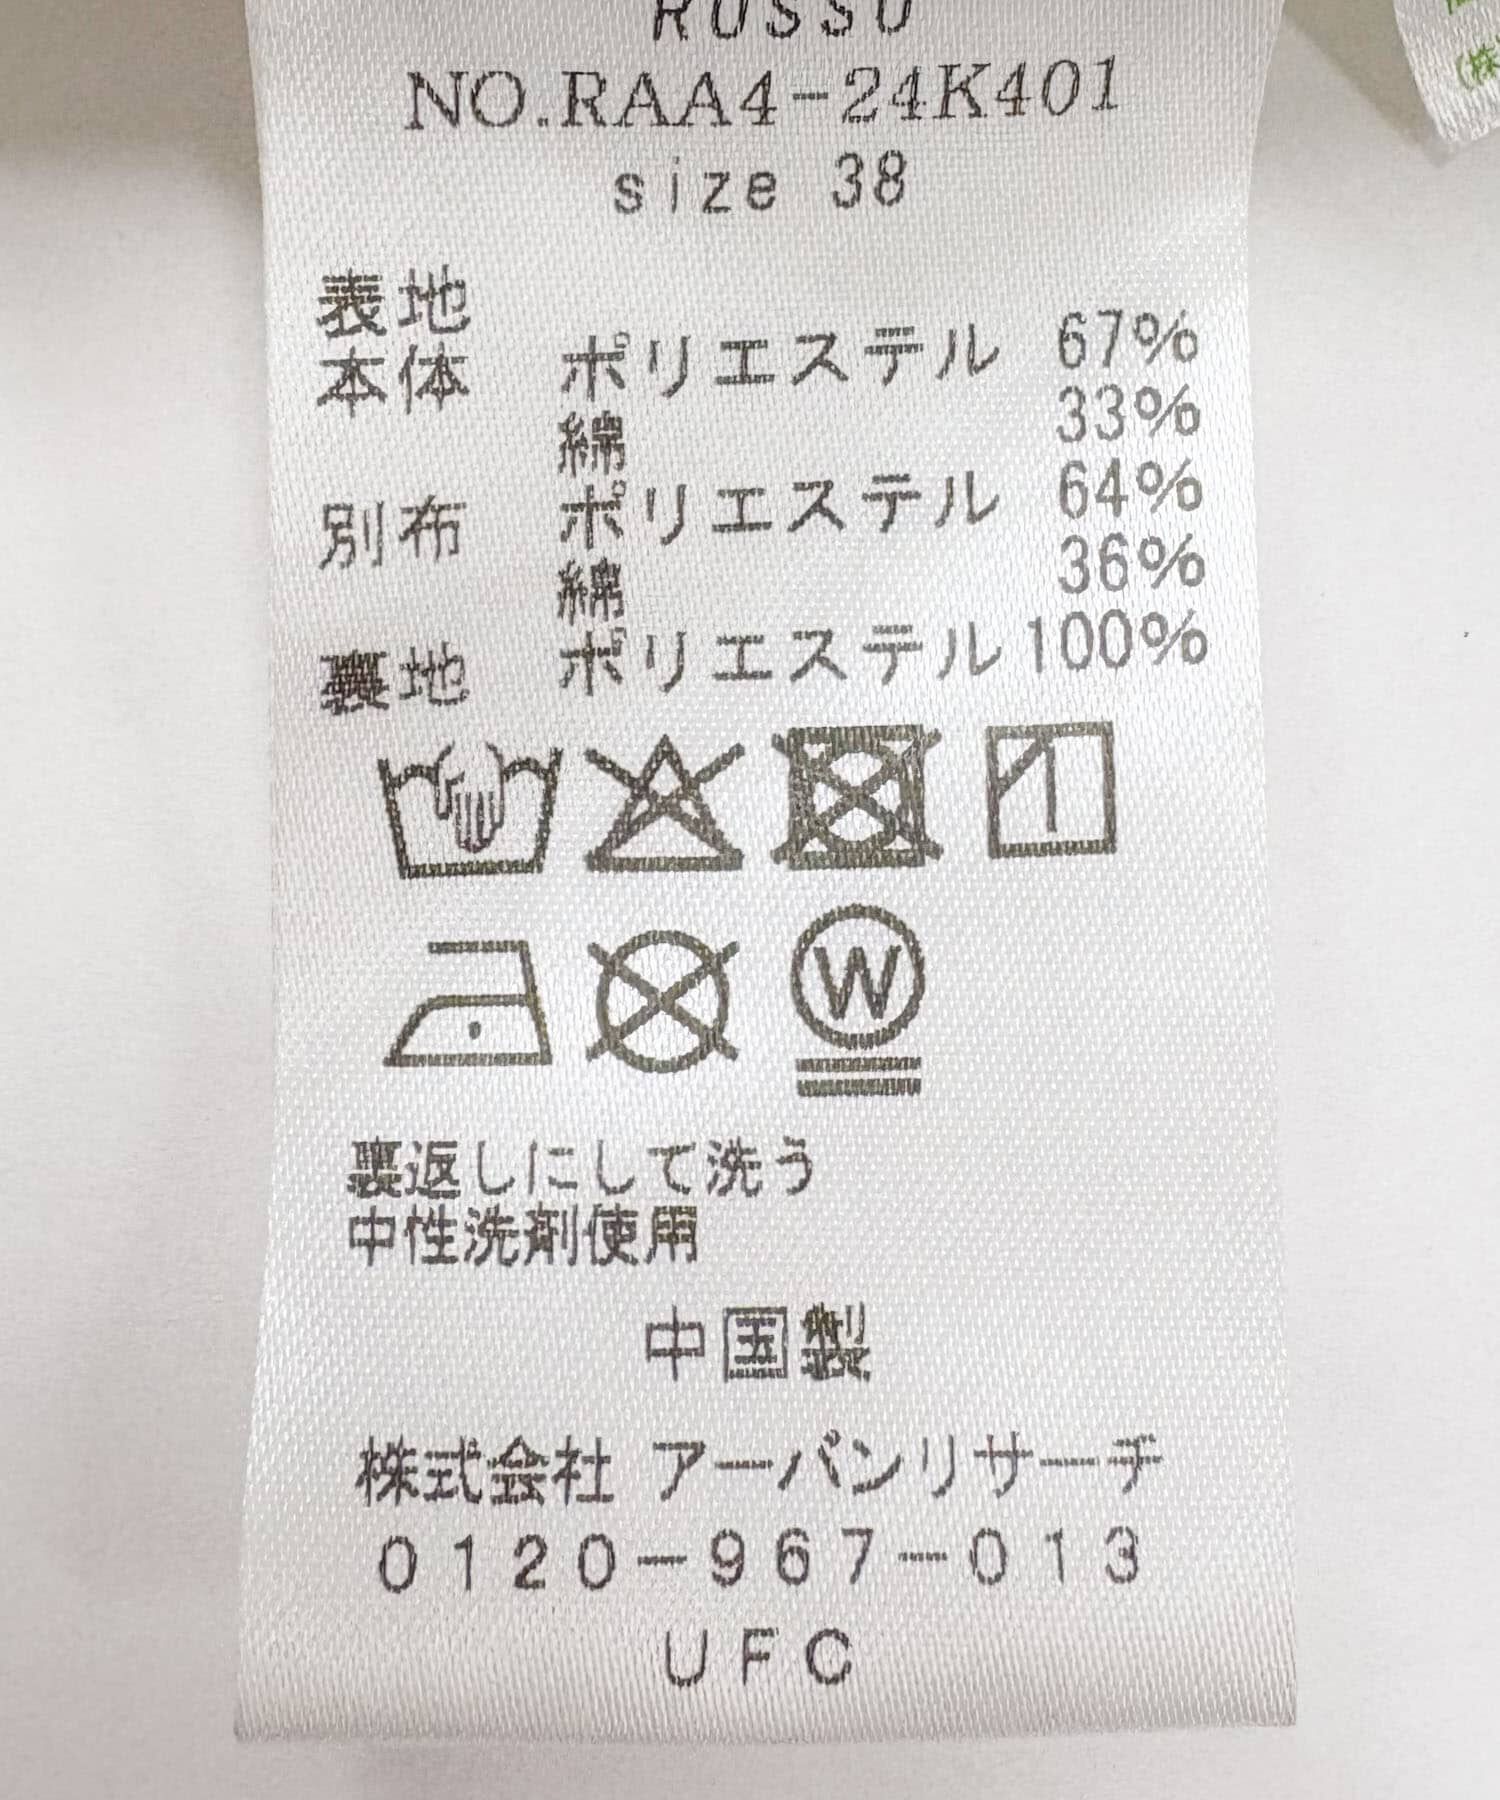 ROSSO
NO.RAA4-24K401
size 38
表地
本体 ポリエステル 67%
綿 33%
別布 ポリエステル 64%
綿 36%
裏地 ポリエステル 100%
W
裏返しにして洗う
中性洗剤使用
中国製
株式会社 アーバンリサーチ
0120-967-013
UFC
(株